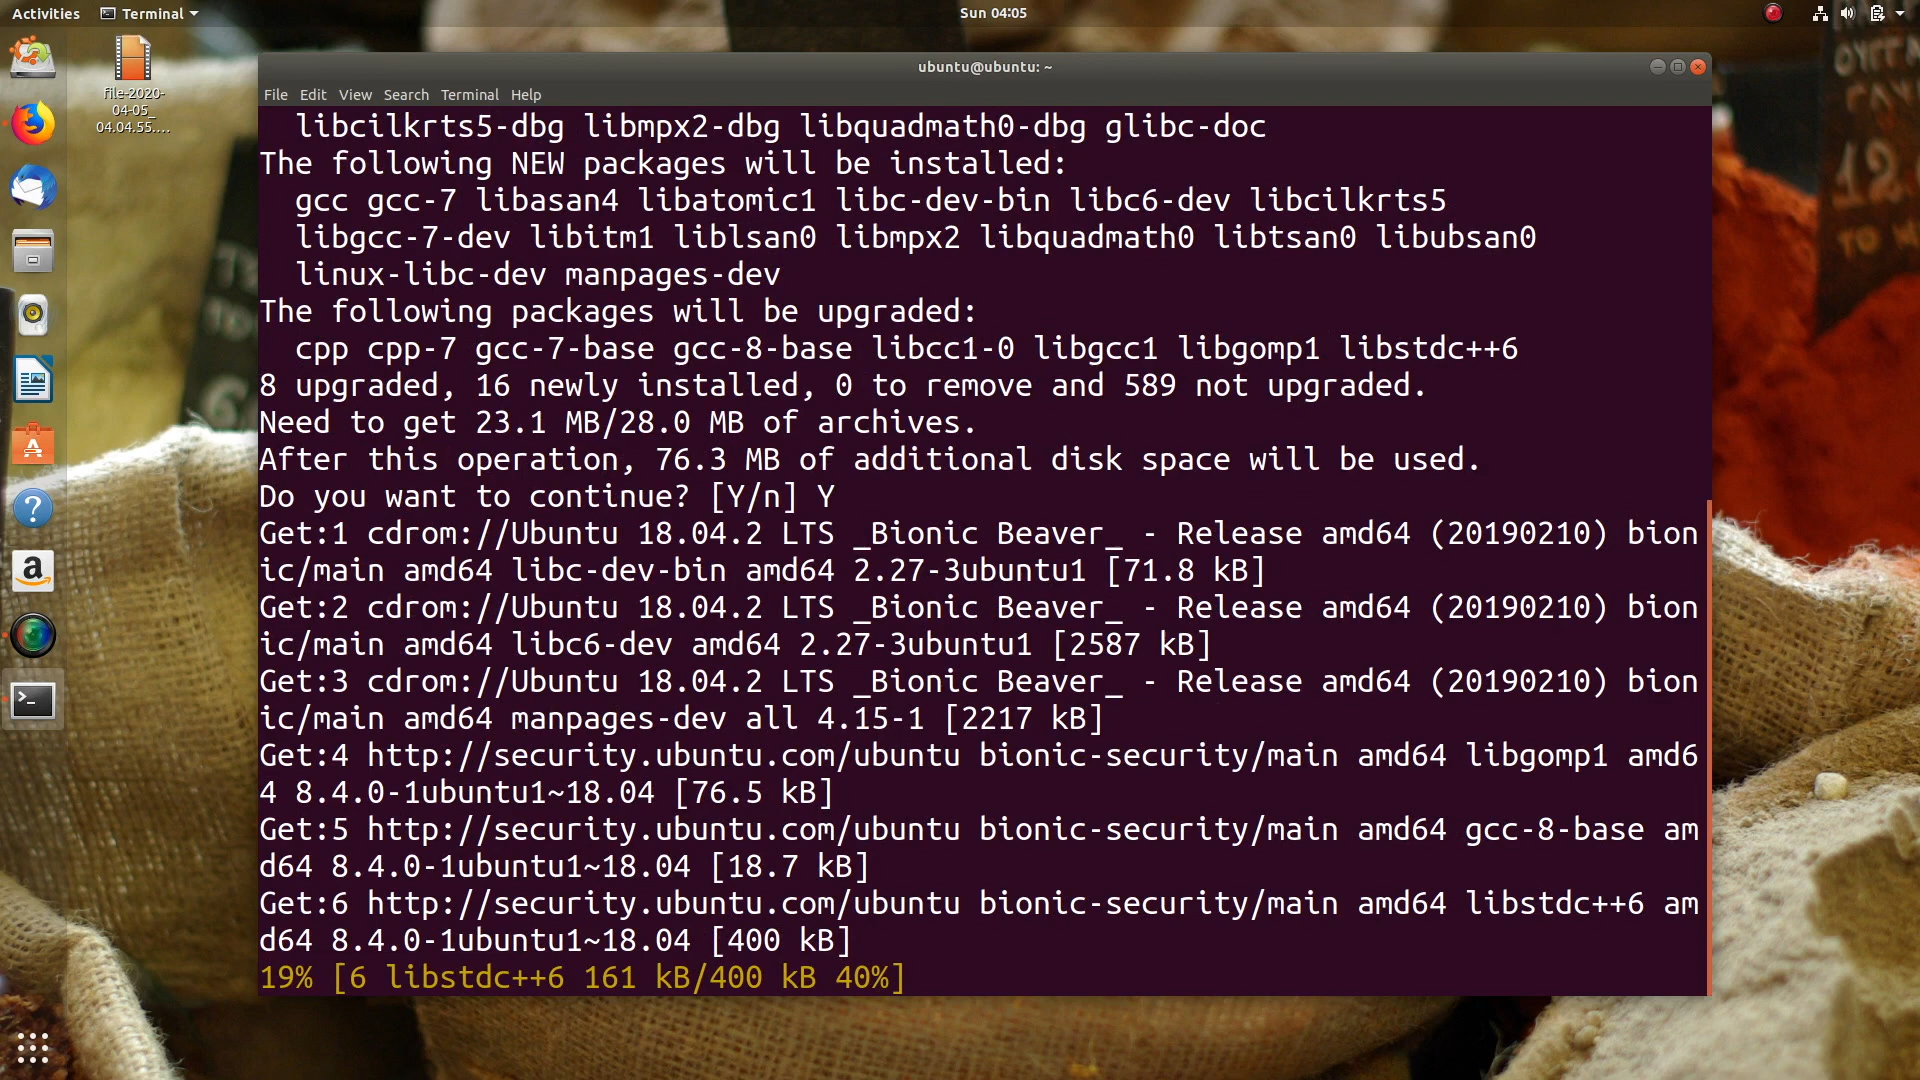 Activities Terminal Sun 04:05
file-2020-
04-05_
04.04.55....
ubuntu@ubuntu: ~
File Edit View Search Terminal Help
libcilkrts5-dbg libmpx2-dbg libquadmath0-dbg glibc-doc
The following NEW packages will be installed:
gcc gcc-7 libasan4 libatomic1 libc-dev-bin libc6-dev libcilkrts5
libgcc-7-dev libitm1 liblsan0 libmpx2 libquadmath0 libtsan0 libubsan0
linux-libc-dev manpages-dev
The following packages will be upgraded:
cpp cpp-7 gcc-7-base gcc-8-base libcc1-0 libgcc1 libgomp1 libstdc++6
8 upgraded, 16 newly installed, 0 to remove and 589 not upgraded.
Need to get 23.1 MB/28.0 MB of archives.
After this operation, 76.3 MB of additional disk space will be used.
Do you want to continue? [Y/n] Y
Get:1 cdrom://Ubuntu 18.04.2 LTS _Bionic Beaver_ - Release amd64 (20190210) bion
ic/main amd64 libc-dev-bin amd64 2.27-3ubuntu1 [71.8 kB]
Get:2 cdrom://Ubuntu 18.04.2 LTS _Bionic Beaver_ - Release amd64 (20190210) bion
ic/main amd64 libc6-dev amd64 2.27-3ubuntu1 [2587 kB]
Get:3 cdrom://Ubuntu 18.04.2 LTS _Bionic Beaver_ - Release amd64 (20190210) bion
ic/main amd64 manpages-dev all 4.15-1 [2217 kB]
Get:4 http://security.ubuntu.com/ubuntu bionic-security/main amd64 libgomp1 amd6
4 8.4.0-1ubuntu1~18.04 [76.5 kB]
Get:5 http://security.ubuntu.com/ubuntu bionic-security/main amd64 gcc-8-base am
d64 8.4.0-1ubuntu1~18.04 [18.7 kB]
Get:6 http://security.ubuntu.com/ubuntu bionic-security/main amd64 libstdc++6 am
d64 8.4.0-1ubuntu1~18.04 [400 kB]
19% [6 libstdc++6 161 kB/400 kB 40%]